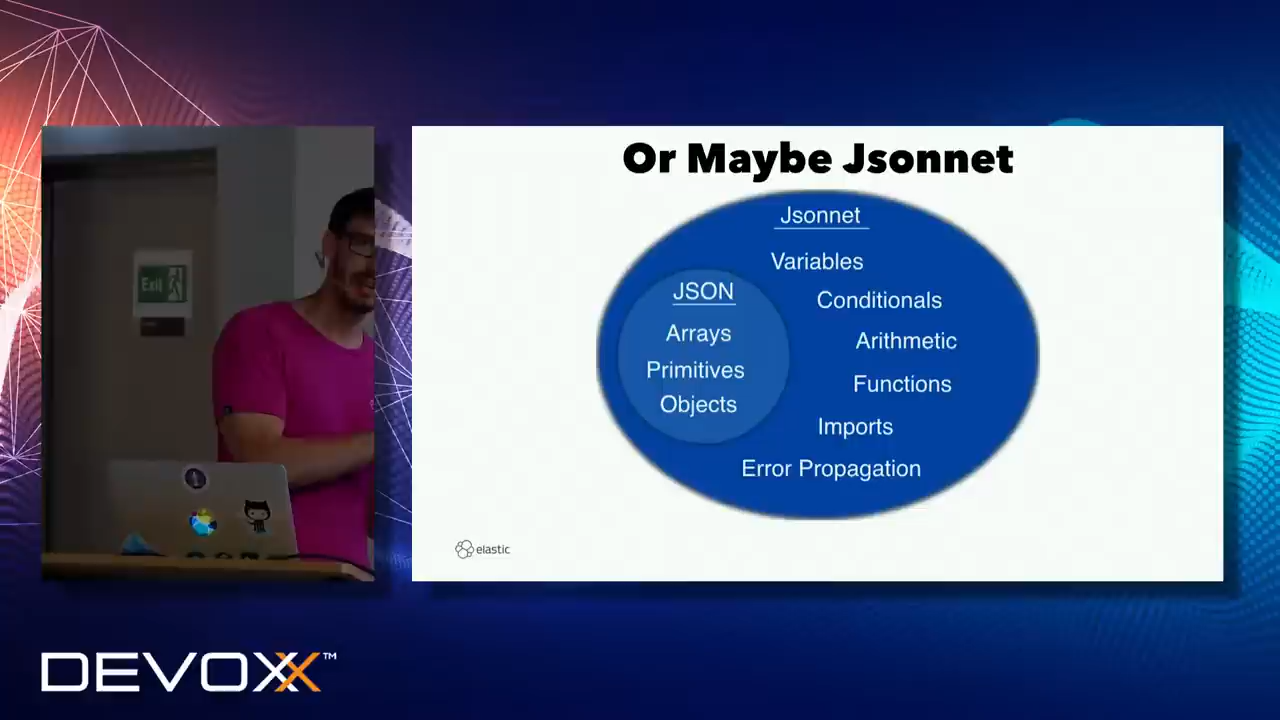 Or Maybe Jsonnet
Jsonnet
Variables
JSON
Conditionals
Arrays
Arithmetic
Primitives
Functions
Objects
Imports
Error Propagation
elastic
Exit
DEVOXX™